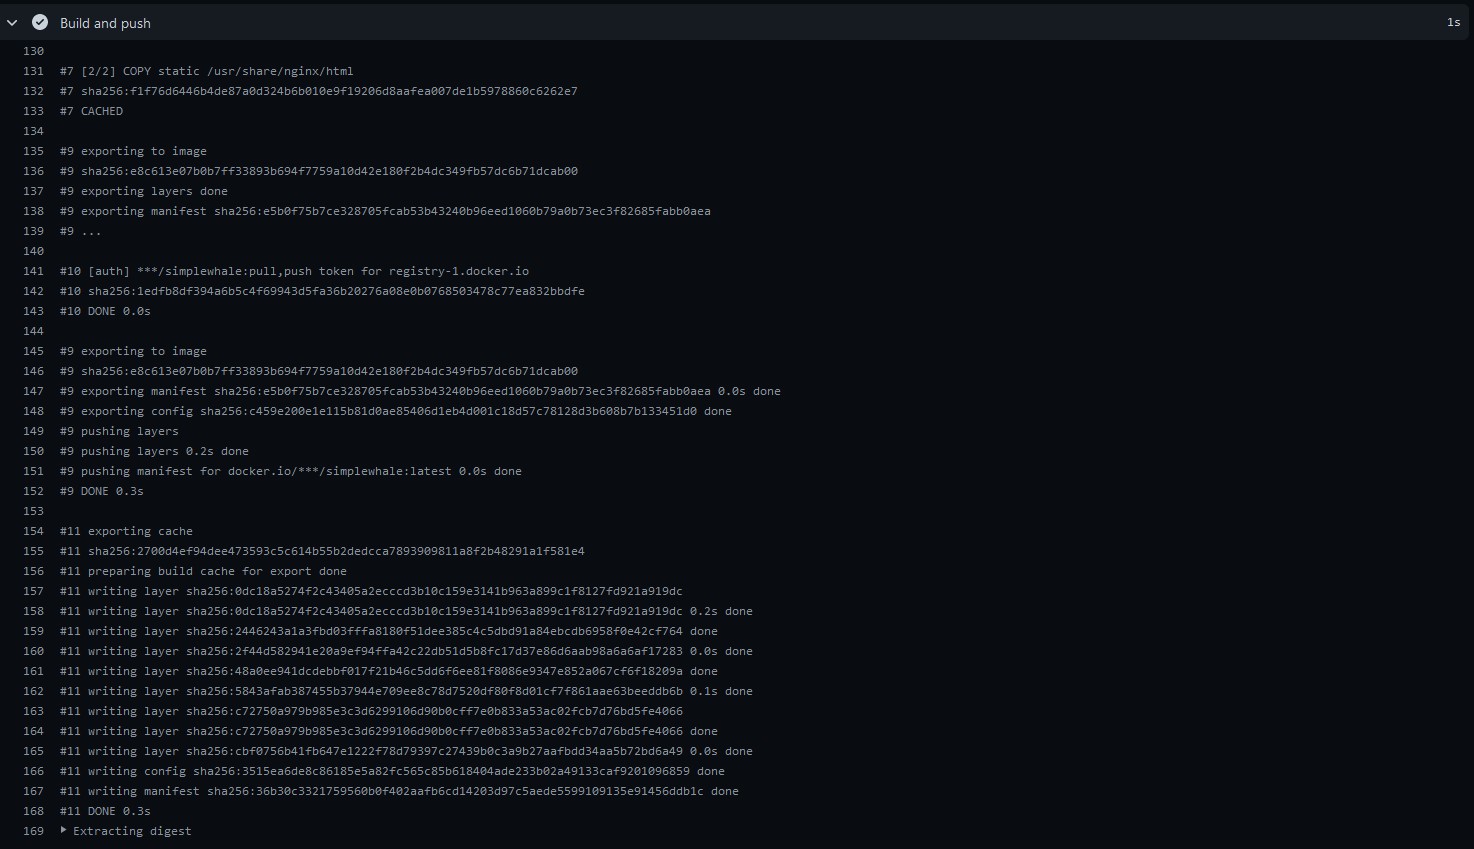 Build and push
1s
130
131 #7 [2/2] COPY static /usr/share/nginx/html
132 #7 sha256:f1f76d6446b4de87a0d324b6b010e9f19206d8aafea007de1b5978860c6262e7
133 #7 CACHED
134
135 #9 exporting to image
136 #9 sha256:e8c613e07b0b7ff33893b694f7759a10d42e180f2b4dc349fb57dc6b71dcab00
137 #9 exporting layers done
138 #9 exporting manifest sha256:e5b0f75b7ce328705fcab53b43240b96eed1060b79a0b73ec3f82685fabb0aea
139 #9 ...
140
141 #10 [auth] ***/simplewhale:pull,push token for registry-1.docker.io
142 #10 sha256:1edfb8df394a6b5c4f69943d5fa36b20276a08e0b0768503478c77ea832bbdfe
143 #10 DONE 0.0s
144
145 #9 exporting to image
146 #9 sha256:e8c613e07b0b7ff33893b694f7759a10d42e180f2b4dc349fb57dc6b71dcab00
147 #9 exporting manifest sha256:e5b0f75b7ce328705fcab53b43240b96eed1060b79a0b73ec3f82685fabb0aea 0.0s done
148 #9 exporting config sha256:c459e200e1e115b81d0ae85406d1eb4d001c18d57c78128d3b608b7b133451d0 done
149 #9 pushing layers
150 #9 pushing layers 0.2s done
151 #9 pushing manifest for docker.io/***/simplewhale:latest 0.0s done
152 #9 DONE 0.3s
153
154 #11 exporting cache
155 #11 sha256:2700d4ef94dee473593c5c614b55b2dedcca7893909811a8f2b48291a1f581e4
156 #11 preparing build cache for export done
157 #11 writing layer sha256:0dc18a5274f2c43405a2ecccd3b10c159e3141b963a899c1f8127fd921a919dc
158 #11 writing layer sha256:0dc18a5274f2c43405a2ecccd3b10c159e3141b963a899c1f8127fd921a919dc 0.2s done
159 #11 writing layer sha256:2446243a1a3fbd03fffa8180f51dee385c4c5dbd91a84ebcdb6958f0e42cf764 done
160 #11 writing layer sha256:2f44d582941e20a9ef94ffa42c22db51d5b8fc17d37e86d6aab98a6a6af17283 0.0s done
161 #11 writing layer sha256:48a0ee941dcdebbf017f21b46c5dd6f6ee81f8086e9347e852a067cf6f18209a done
162 #11 writing layer sha256:5843afab387455b37944e709ee8c78d7520df80f8d01cf7f861aae63beeddb6b 0.1s done
163 #11 writing layer sha256:c72750a979b985e3c3d6299106d90b0cff7e0b833a53ac02fcb7d76bd5fe4066
164 #11 writing layer sha256:c72750a979b985e3c3d6299106d90b0cff7e0b833a53ac02fcb7d76bd5fe4066 done
165 #11 writing layer sha256:cbf0756b41fb647e1222f78d79397c27439b0c3a9b27aafbdd34aa5b72bd6a49 0.0s done
166 #11 writing config sha256:3515ea6de8c86185e5a82fc565c85b618404ade233b02a49133caf9201096859 done
167 #11 writing manifest sha256:36b30c3321759560b0f402aafb6cd14203d97c5aede5599109135e91456ddb1c done
168 #11 DONE 0.3s
169 Extracting digest